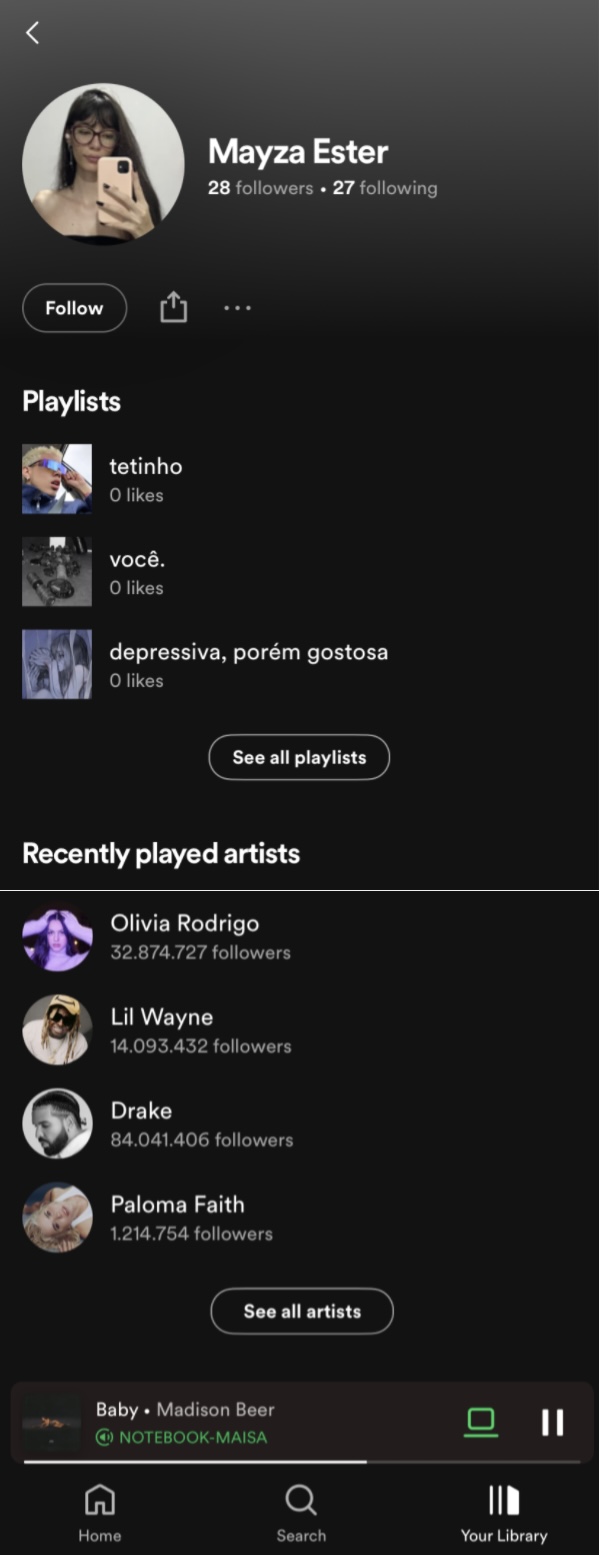 Mayza Ester
28 followers • 27 following
Follow
Playlists
tetinho
0 likes
você.
0 likes
depressiva, porém gostosa
0 likes
See all playlists
Recently played artists
Olivia Rodrigo
32.874.727 followers
Lil Wayne
14.093.432 followers
Drake
84.041.406 followers
Paloma Faith
1.214.754 followers
See all artists
Baby • Madison Beer
NOTEBOOK-MAISA
Home Search Your Library